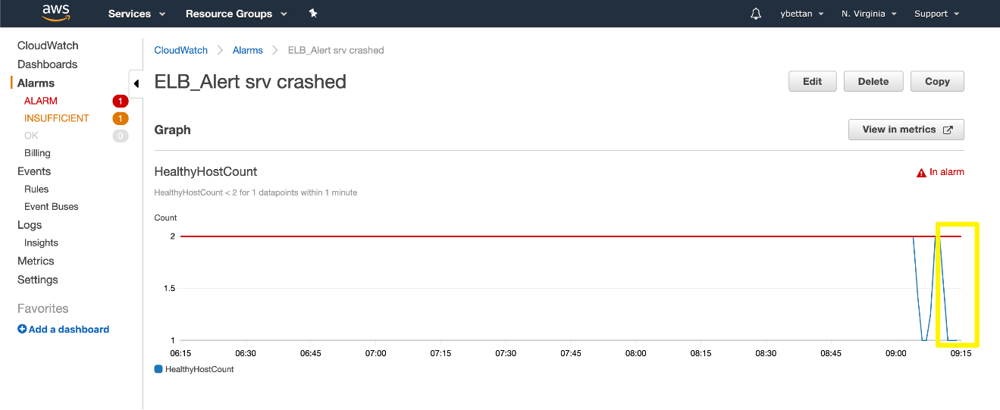 aws Services Resource Groups ybettan N. Virginia Support
CloudWatch
Dashboards
Alarms
ALARM 1
INSUFFICIENT 1
OK 0
Billing
Events
Rules
Event Buses
Logs
Insights
Metrics
Settings
Favorites
Add a dashboard
CloudWatch Alarms ELB_Alert srv crashed
ELB_Alert srv crashed
Edit Delete Copy
Graph
View in metrics
HealthyHostCount
In alarm
HealthyHostCount < 2 for 1 datapoints within 1 minute
Count
2
1.5
1
06:15 06:30 06:45 07:00 07:15 07:30 07:45 08:00 08:15 08:30 08:45 09:00 09:15
HealthyHostCount